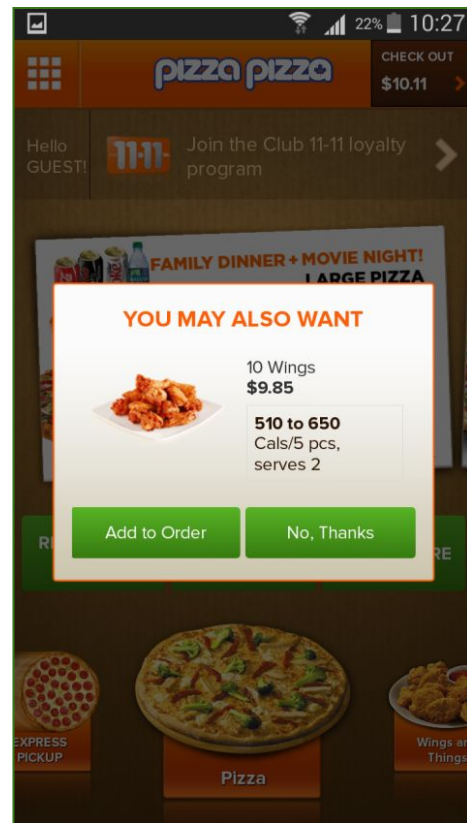 22% 10:27
pizza pizza
CHECK OUT
$10.11
Hello
GUEST!
11-11
Join the Club 11-11 loyalty
program
FAMILY DINNER + MOVIE NIGHT!
LARGE PIZZA
YOU MAY ALSO WANT
10 Wings
$9.85
510 to 650
Cals/5 pcs,
serves 2
Add to Order
No, Thanks
EXPRESS
PICKUP
Pizza
Wings
Things